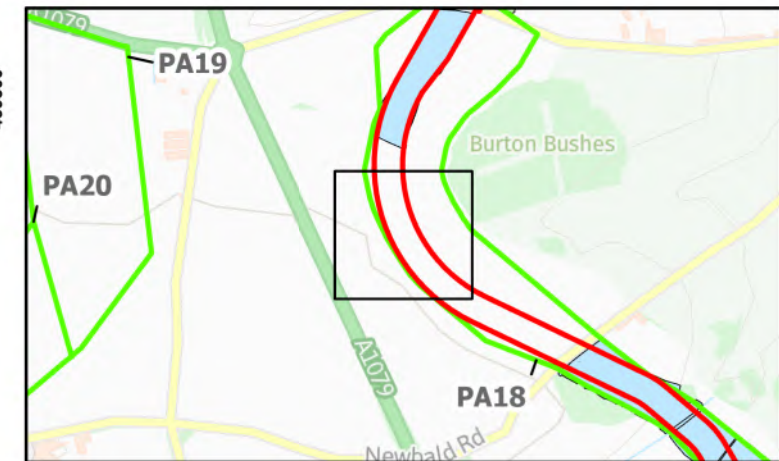 A1079
PA19
Burton Bushes
PA20
A1079
PA18
Newbald Rd